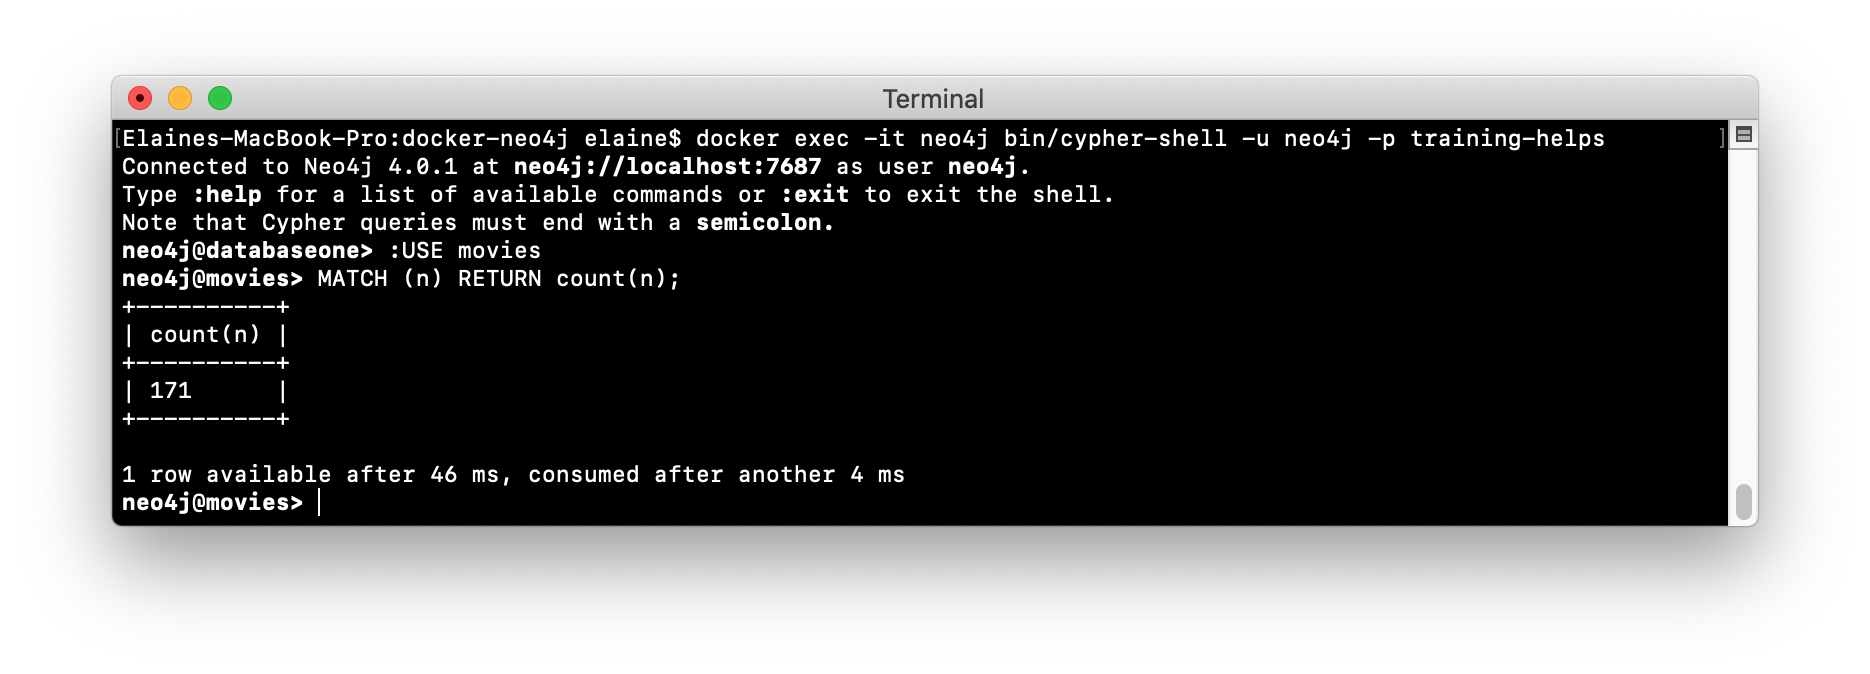 Terminal
[Elaines-MacBook-Pro:docker-neo4j elaine$ docker exec -it neo4j bin/cypher-shell -u neo4j -p training-helps ]
Connected to Neo4j 4.0.1 at neo4j://localhost:7687 as user neo4j.
Type :help for a list of available commands or :exit to exit the shell.
Note that Cypher queries must end with a semicolon.
neo4j@databaseone> :USE movies
neo4j@movies> MATCH (n) RETURN count(n);
+----------+
| count(n) |
+----------+
| 171      |
+----------+
1 row available after 46 ms, consumed after another 4 ms
neo4j@movies>